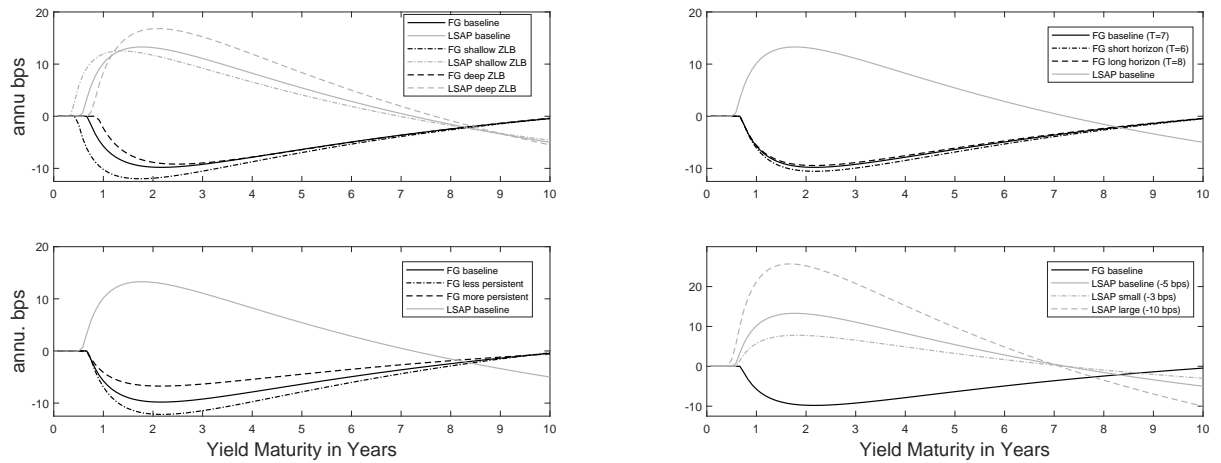 20
10
0
-10
annu bps
FG baseline
LSAP baseline
FG shallow ZLB
LSAP shallow ZLB
FG deep ZLB
LSAP deep ZLB
0 1 2 3 4 5 6 7 8 9 10
20
10
0
-10
annu bps
FG baseline (T=7)
FG short horizon (T=6)
FG long horizon (T=8)
LSAP baseline
0 1 2 3 4 5 6 7 8 9 10
20
10
0
-10
annu. bps
FG baseline
FG less persistent
FG more persistent
LSAP baseline
0 1 2 3 4 5 6 7 8 9 10
Yield Maturity in Years
20
10
0
-10
annu. bps
FG baseline
LSAP baseline (-5 bps)
LSAP small (-3 bps)
LSAP large (-10 bps)
0 1 2 3 4 5 6 7 8 9 10
Yield Maturity in Years